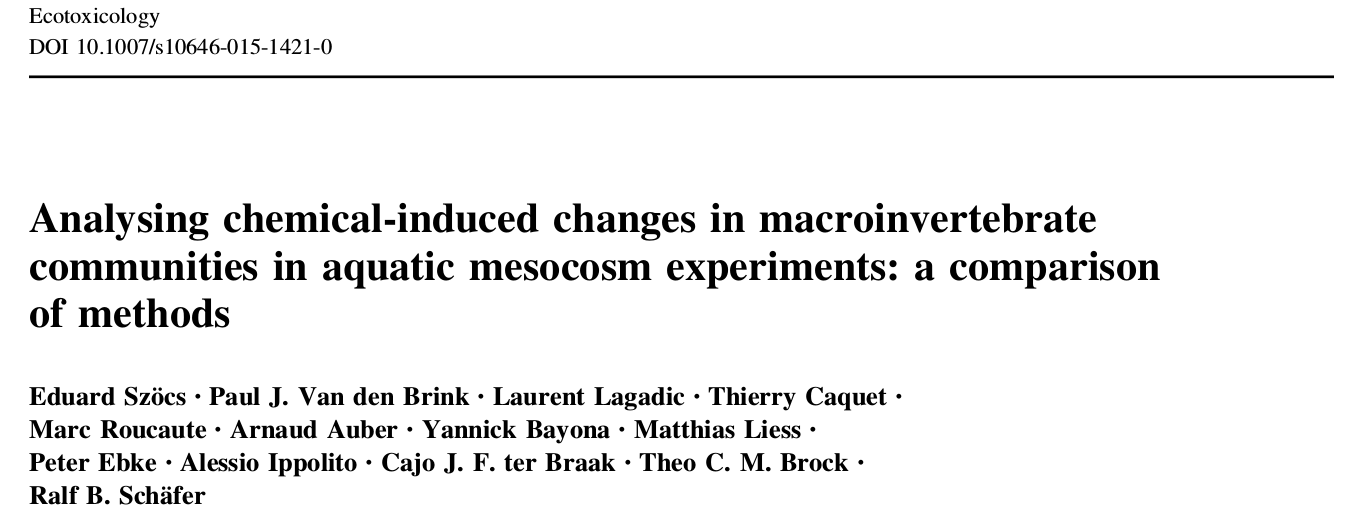 Ecotoxicology
DOI 10.1007/s10646-015-1421-0
Analysing chemical-induced changes in macroinvertebrate
communities in aquatic mesocosm experiments: a comparison
of methods
Eduard Szöcs · Paul J. Van den Brink · Laurent Lagadic · Thierry Caquet ·
Marc Roucaute · Arnaud Auber · Yannick Bayona · Matthias Liess ·
Peter Ebke · Alessio Ippolito · Cajo J. F. ter Braak · Theo C. M. Brock ·
Ralf B. Schäfer